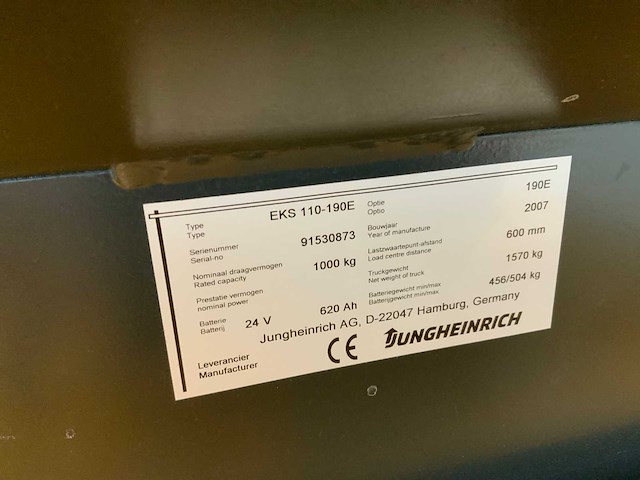 Type EKS 110-190E Optie 190E
Type Optio
Serienummer 91530873 Bouwjaar 2007
Serial-no Year of manufacture
Nominaal draagvermogen 1000 kg Lastzwaartepunt-afstand 600 mm
Rated capacity Load centre distance
Prestatie vermogen Truckgewicht 1570 kg
nominal power Net weight of truck
Batterie 24 V 620 Ah Batteriegewicht min/max 456/504 kg
Batterij Batterijgewicht min/max.
Jungheinrich AG, D-22047 Hamburg, Germany
Leverancier CE JUNGHEINRICH
Manufacturer